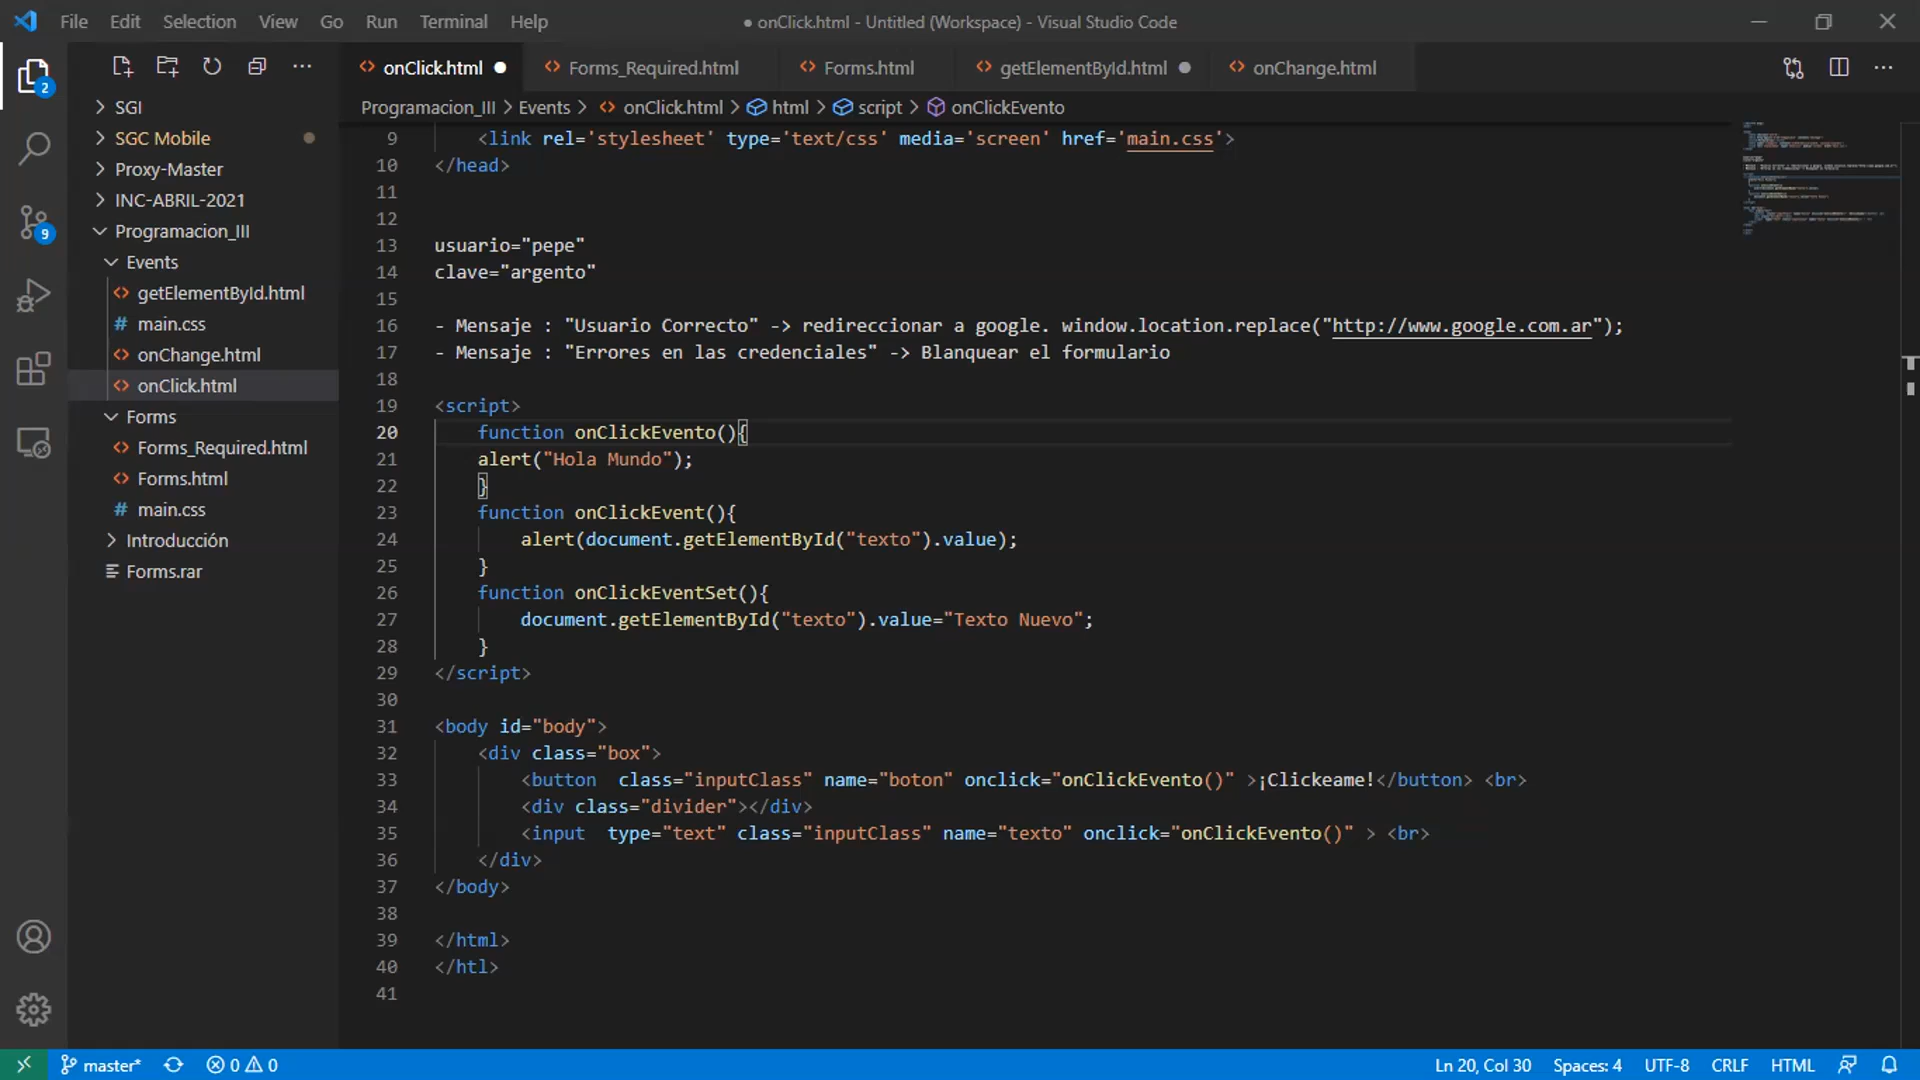 File Edit Selection View Go Run Terminal Help
● onClick.html - Untitled (Workspace) - Visual Studio Code
onClick.html ● Forms_Required.html Forms.html getElementById.html ● onChange.html
Programacion_III > Events > onClick.html > html > script > onClickEvento
2
9
SGI
SGC Mobile
Proxy-Master
INC-ABRIL-2021
Programacion_III
Events
getElementById.html
# main.css
onChange.html
onClick.html
Forms
Forms_Required.html
Forms.html
# main.css
Introducción
Forms.rar
9 <link rel='stylesheet' type='text/css' media='screen' href='main.css'>
10 </head>
11
12
13 usuario="pepe"
14 clave="argento"
15
16 - Mensaje : "Usuario Correcto" -> redireccionar a google. window.location.replace("http://www.google.com.ar");
17 - Mensaje : "Errores en las credenciales" -> Blanquear el formulario
18
19 <script>
20 function onClickEvento(){
21 alert("Hola Mundo");
22 }
23 function onClickEvent(){
24 alert(document.getElementById("texto").value);
25 }
26 function onClickEventSet(){
27 document.getElementById("texto").value="Texto Nuevo";
28 }
29 </script>
30
31 <body id="body">
32 <div class="box">
33 <button  class="inputClass" name="boton" onclick="onClickEvento()" >¡Clickeame!</button> <br>
34 <div class="divider"></div>
35 <input  type="text" class="inputClass" name="texto" onclick="onClickEvento()" > <br>
36 </div>
37 </body>
38
39 </html>
40 </htl>
41
master* 0 0 Ln 20, Col 30 Spaces: 4 UTF-8 CRLF HTML